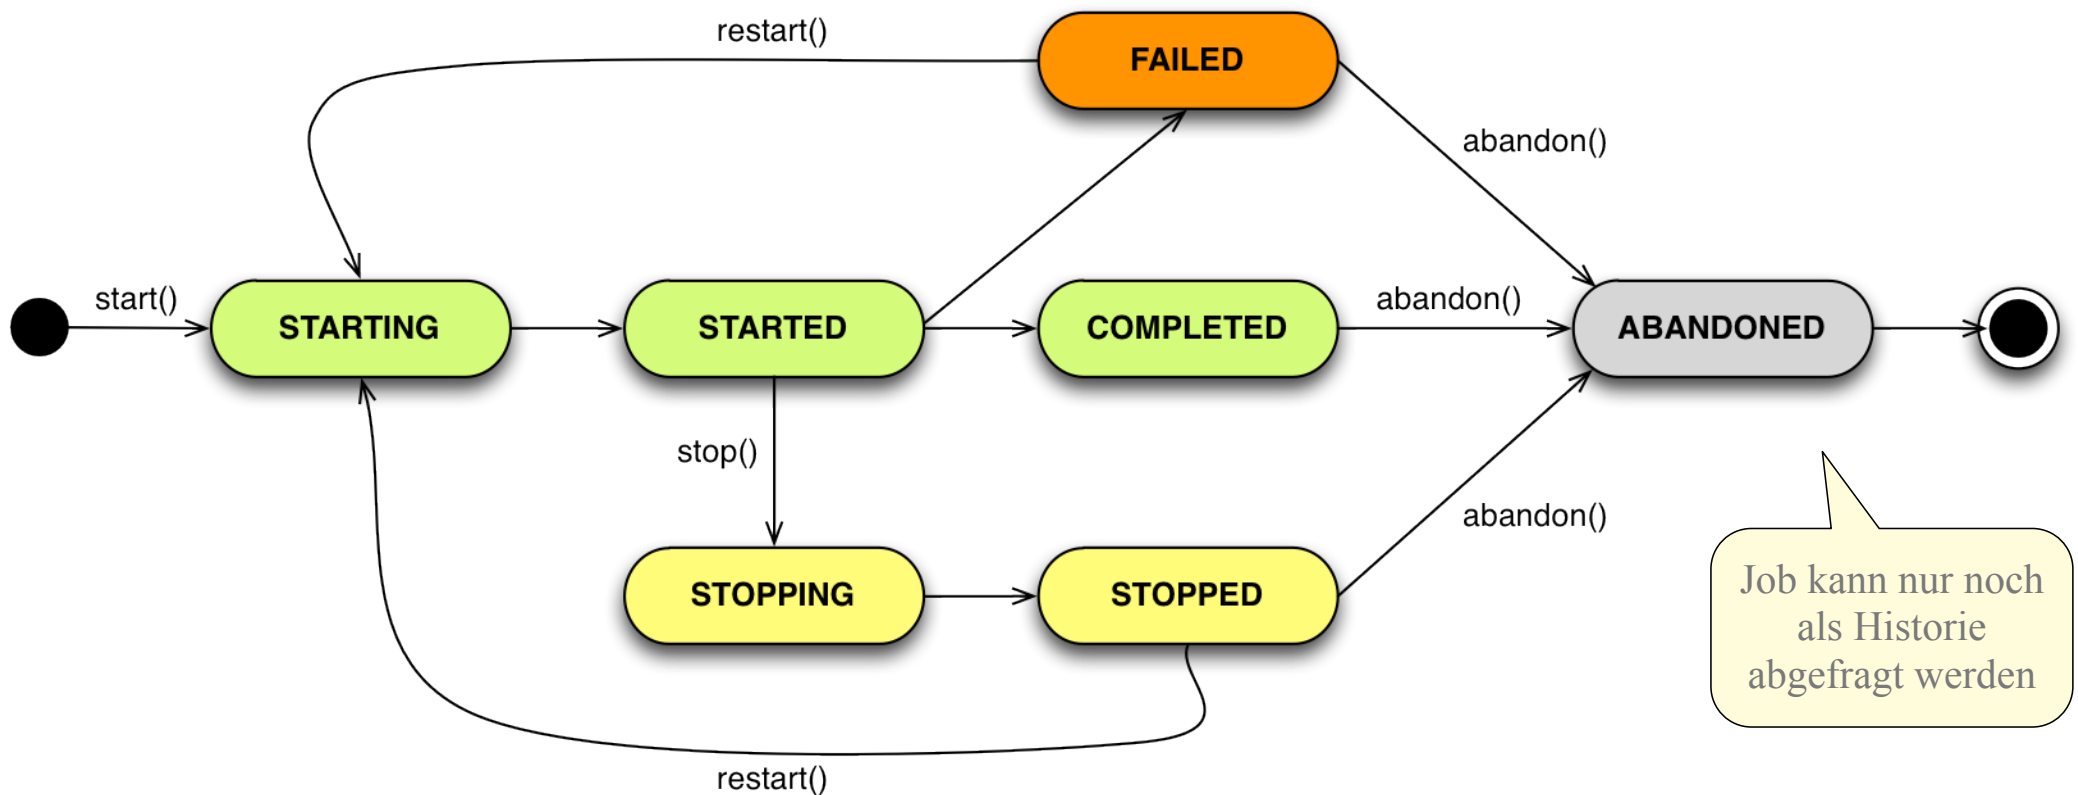 restart()
FAILED
abandon()
start()
STARTING
STARTED
COMPLETED
abandon()
ABANDONED
stop()
abandon()
STOPPING
STOPPED
Job kann nur noch
als Historie
abgefragt werden
restart()